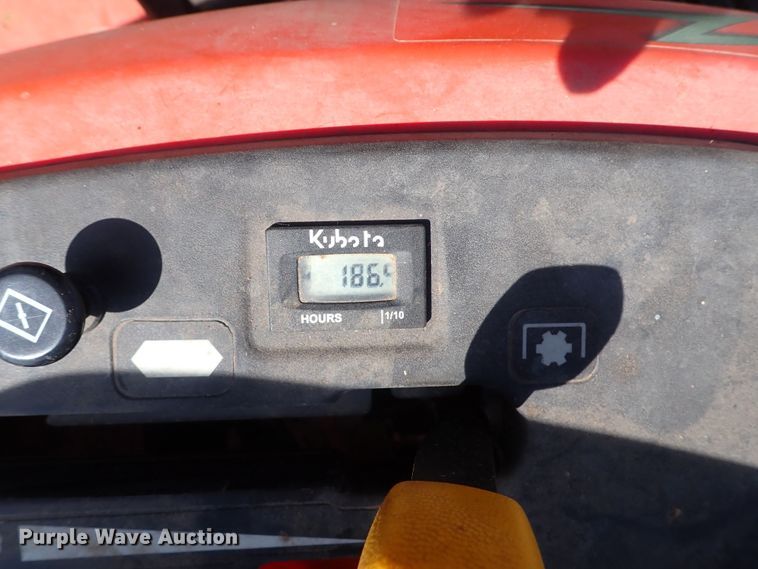 Kubota
186.
HOURS 1/10
Purple Wave Auction®